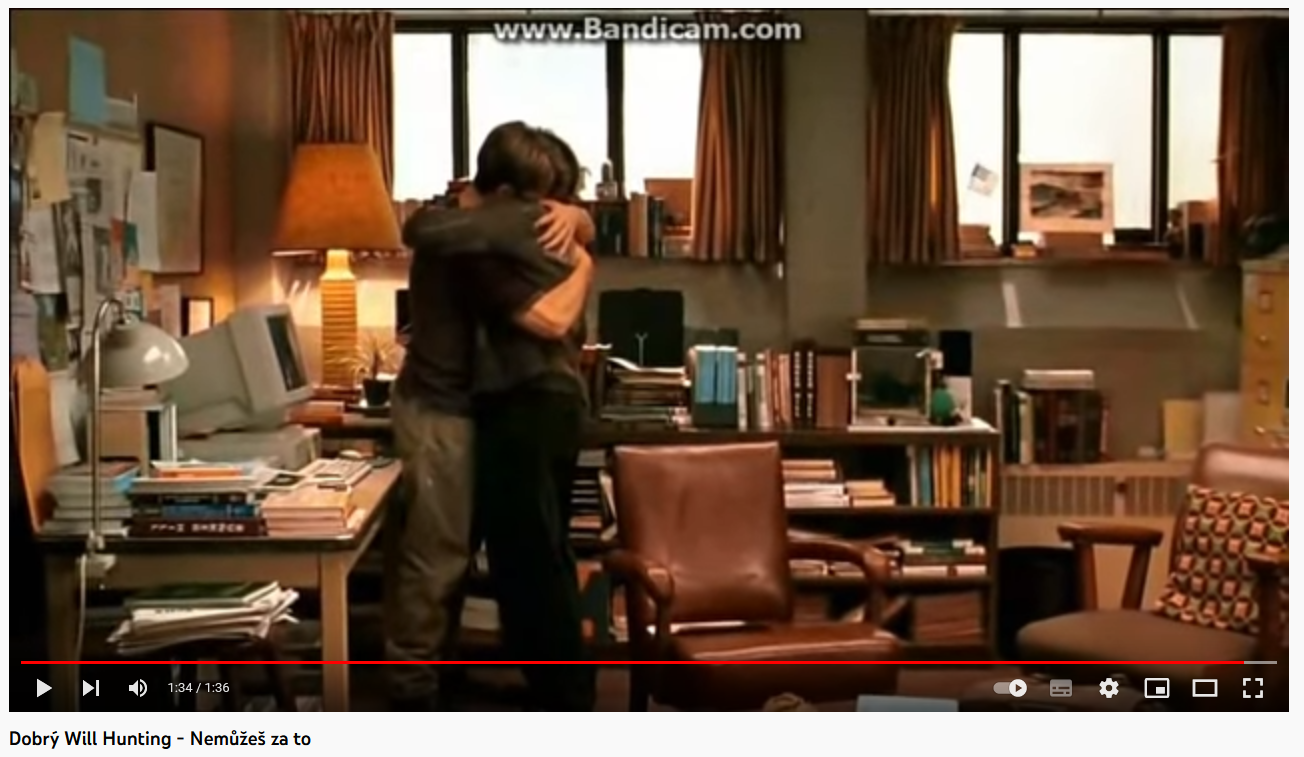 www.Bandicam.com
1:34 / 1:36
Dobrý Will Hunting - Nemůžeš za to